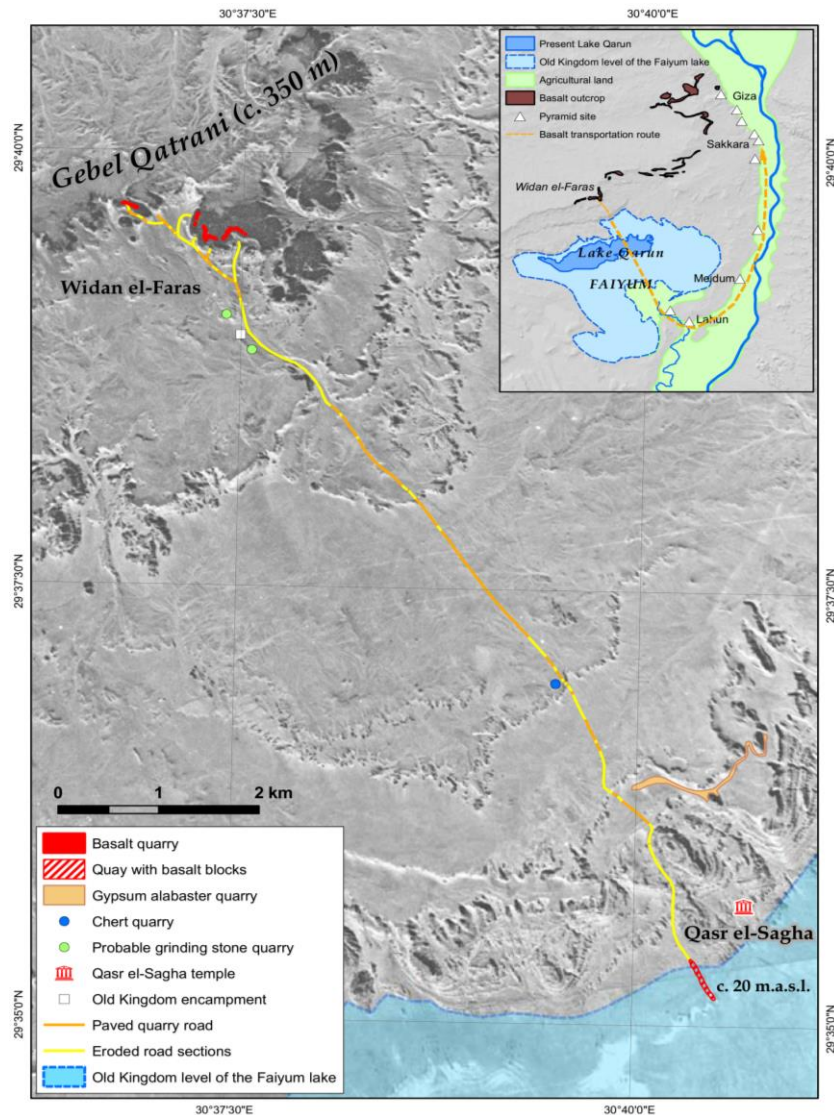 30°37'30"E
30°40'0"E
Present Lake Qarun
Old Kingdom level of the Faiyum lake
Agricultural land
Basalt outcrop
Pyramid site
Basalt transportation route
Giza
Sakkara
Widan el-Faras
Lake Qarun
FAIYUM
Meidum
Lahun
29°40'0"N
29°40'0"N
Gebel Qatrani (c. 350 m)
Widan el-Faras
29°37'30"N
29°37'30"N
0 1 2 km
Basalt quarry
Quay with basalt blocks
Gypsum alabaster quarry
Chert quarry
Probable grinding stone quarry
Qasr el-Sagha temple
Old Kingdom encampment
Paved quarry road
Eroded road sections
Old Kingdom level of the Faiyum lake
Qasr el-Sagha
c. 20 m.a.s.l.
29°35'0"N
29°35'0"N
30°37'30"E
30°40'0"E